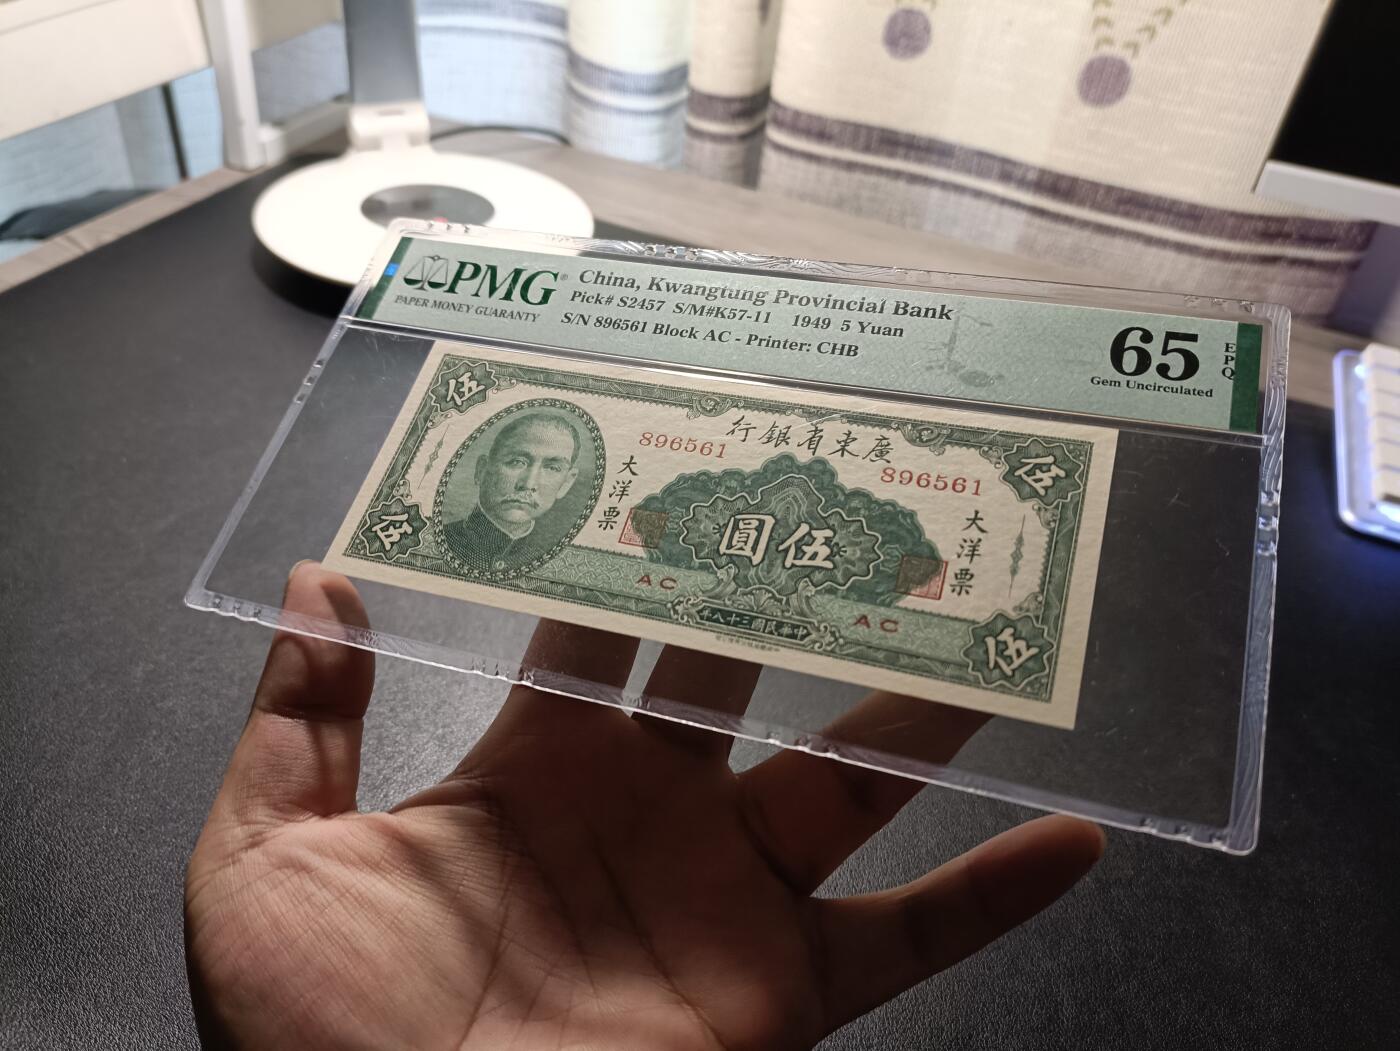 PMG®
PAPER MONEY GUARANTY
China, Kwangtung Provincial Bank
Pick# S2457 S/M#K57-11 1949 5 Yuan
S/N 896561 Block AC - Printer: CHB
65
EPQ
Gem Uncirculated
伍
行銀省東廣
896561
896561
伍
大洋票
圓伍
大洋票
伍
AC
AC
年八十三國民華中
伍